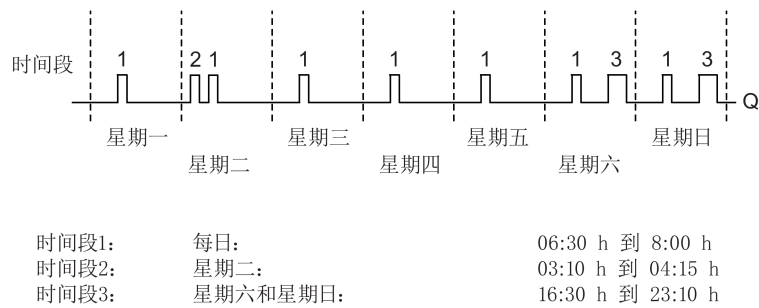 时间段 1 2 1 1 1 1 1 3 1 3
Q
星期一 星期三 星期五 星期日
星期二 星期四 星期六
时间段1: 每日: 06:30 h 到 8:00 h
时间段2: 星期二: 03:10 h 到 04:15 h
时间段3: 星期六和星期日: 16:30 h 到 23:10 h